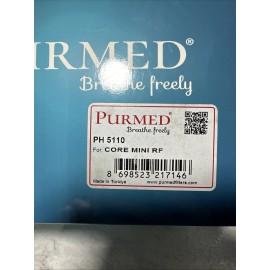 URMED®
Breathe freely
PURMED®
Breathe freely
PH 5110
For: CORE MINI RF
8 698523 217146
Made in Türkiye
www.purmedfilters.com